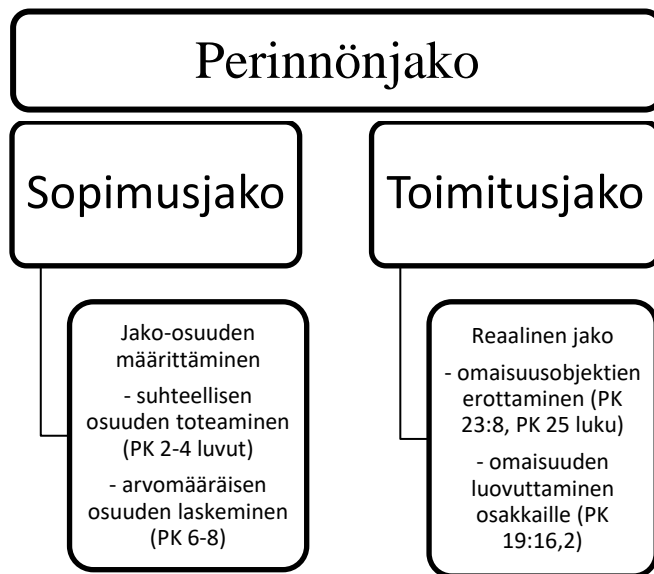 Perinnönjako
Sopimusjako
Toimitusjako
Jako-osuuden
määrittäminen
- suhteellisen
osuuden toteaminen
(PK 2-4 luvut)
- arvomääräisen
osuuden laskeminen
(PK 6-8)
Reaalinen jako
- omaisuusobjektien
erottaminen (PK
23:8, PK 25 luku)
- omaisuuden
luovuttaminen
osakkaille (PK
19:16,2)